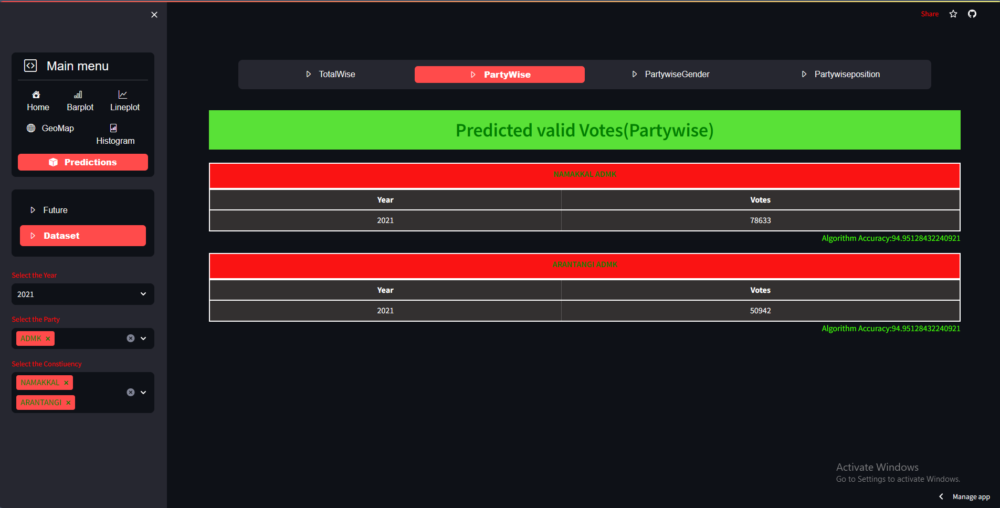 Share
Main menu
Home
Barplot
Lineplot
GeoMap
Histogram
Predictions
Future
Dataset
Select the Year
2021
Select the Party
ADMK
Select the Constiuency
NAMAKKAL
ARANTANGI
TotalWise
PartyWise
PartywiseGender
Partywiseposition
Predicted valid Votes(Partywise)
NAMAKKAL ADMK
Year Votes
2021 78633
Algorithm Accuracy:94.95128432240921
ARANTANGI ADMK
Year Votes
2021 50942
Algorithm Accuracy:94.95128432240921
Activate Windows
Go to Settings to activate Windows.
Manage app